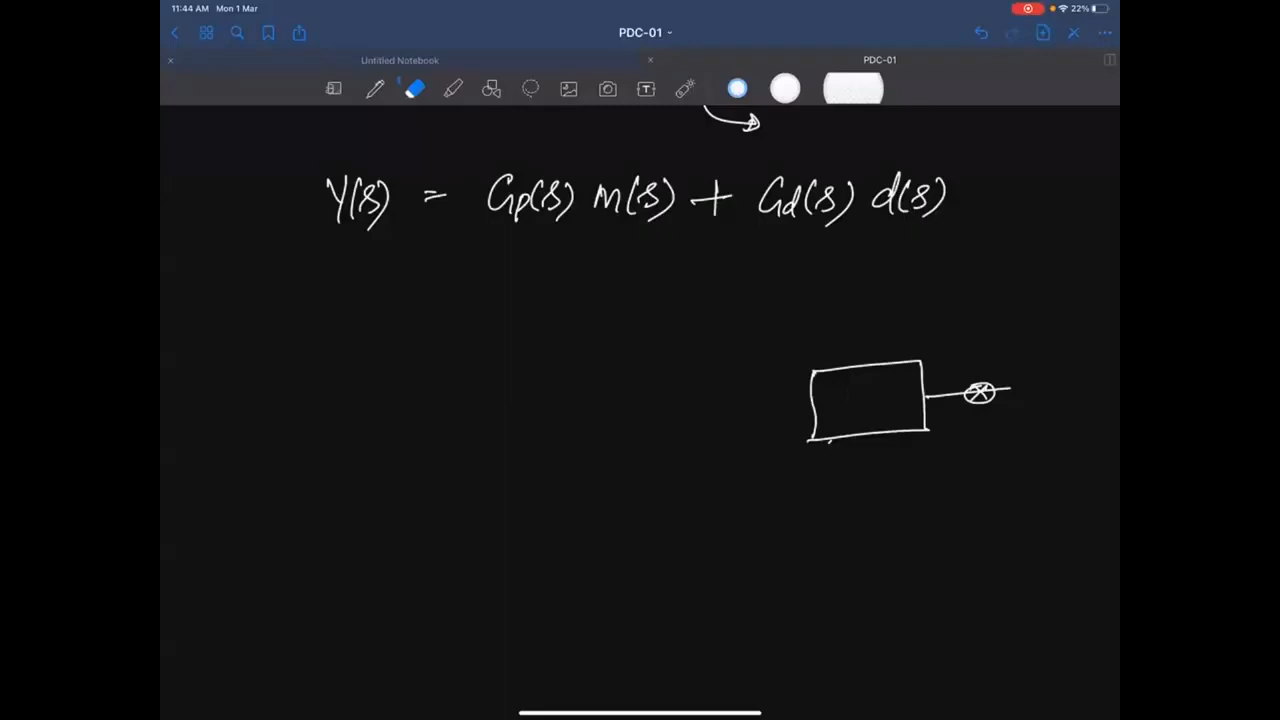 11:44 AM Mon 1 Mar 22%
PDC-01
Untitled Notebook PDC-01
Y(s) = Gp(s) m(s) + Gd(s) d(s)